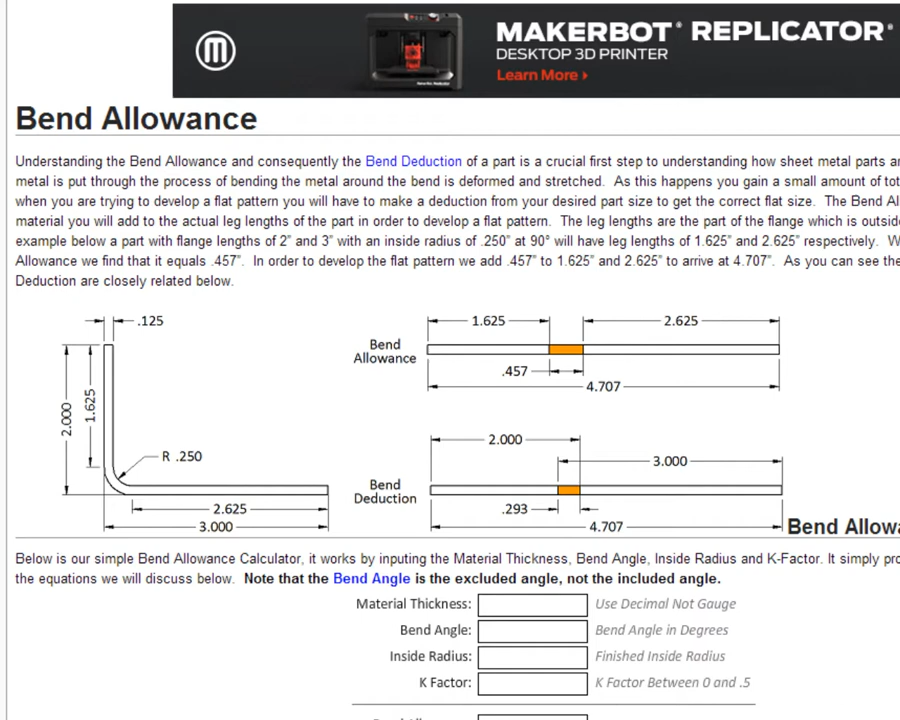 MAKERBOT® REPLICATOR®
DESKTOP 3D PRINTER
Learn More
Bend Allowance
Understanding the Bend Allowance and consequently the Bend Deduction of a part is a crucial first step to understanding how sheet metal parts
metal is put through the process of bending the metal around the bend is deformed and stretched. As this happens you gain a small amount of
when you are trying to develop a flat pattern you will have to make a deduction from your desired part size to get the correct flat size. The Bend
material you will add to the actual leg lengths of the part in order to develop a flat pattern. The leg lengths are the part of the flange which is
example below a part with flange lengths of 2" and 3" with an inside radius of .250" at 90° will have leg lengths of 1.625" and 2.625" respectively.
Allowance we find that it equals .457". In order to develop the flat pattern we add .457" to 1.625" and 2.625" to arrive at 4.707". As you can see the
Deduction are closely related below.
.125
1.625
2.625
Bend
Allowance
.457
4.707
2.000
1.625
R .250
2.625
3.000
2.000
3.000
Bend
Deduction
.293
4.707
Bend
Below is our simple Bend Allowance Calculator, it works by inputing the Material Thickness, Bend Angle, Inside Radius and K-Factor. It simply
the equations we will discuss below. Note that the Bend Angle is the excluded angle, not the included angle.
Material Thickness: Use Decimal Not Gauge
Bend Angle: Bend Angle in Degrees
Inside Radius: Finished Inside Radius
K Factor: K Factor Between 0 and .5